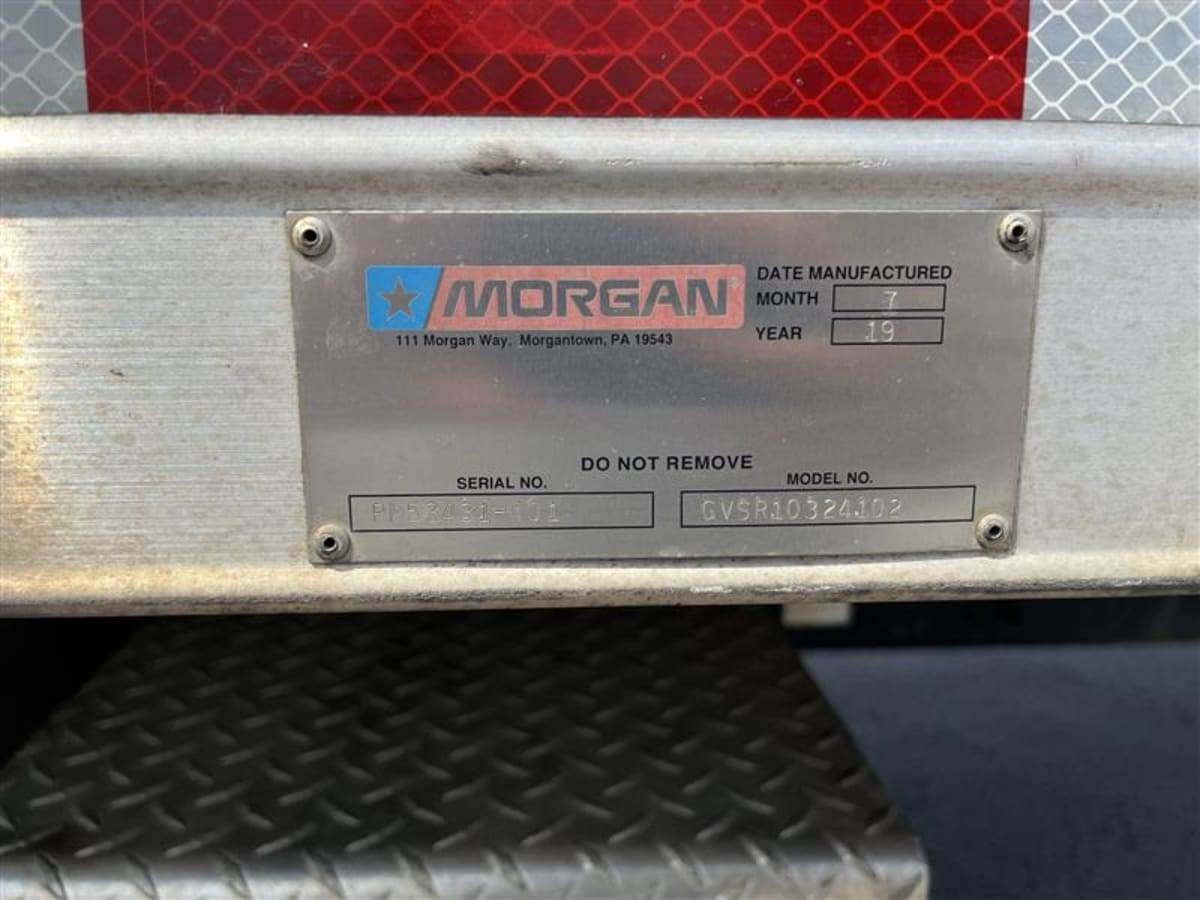 MORGAN
111 Morgan Way, Morgantown, PA 19543
DATE MANUFACTURED
MONTH 7
YEAR 19
DO NOT REMOVE
SERIAL NO.
MODEL NO.
GVSR10324102